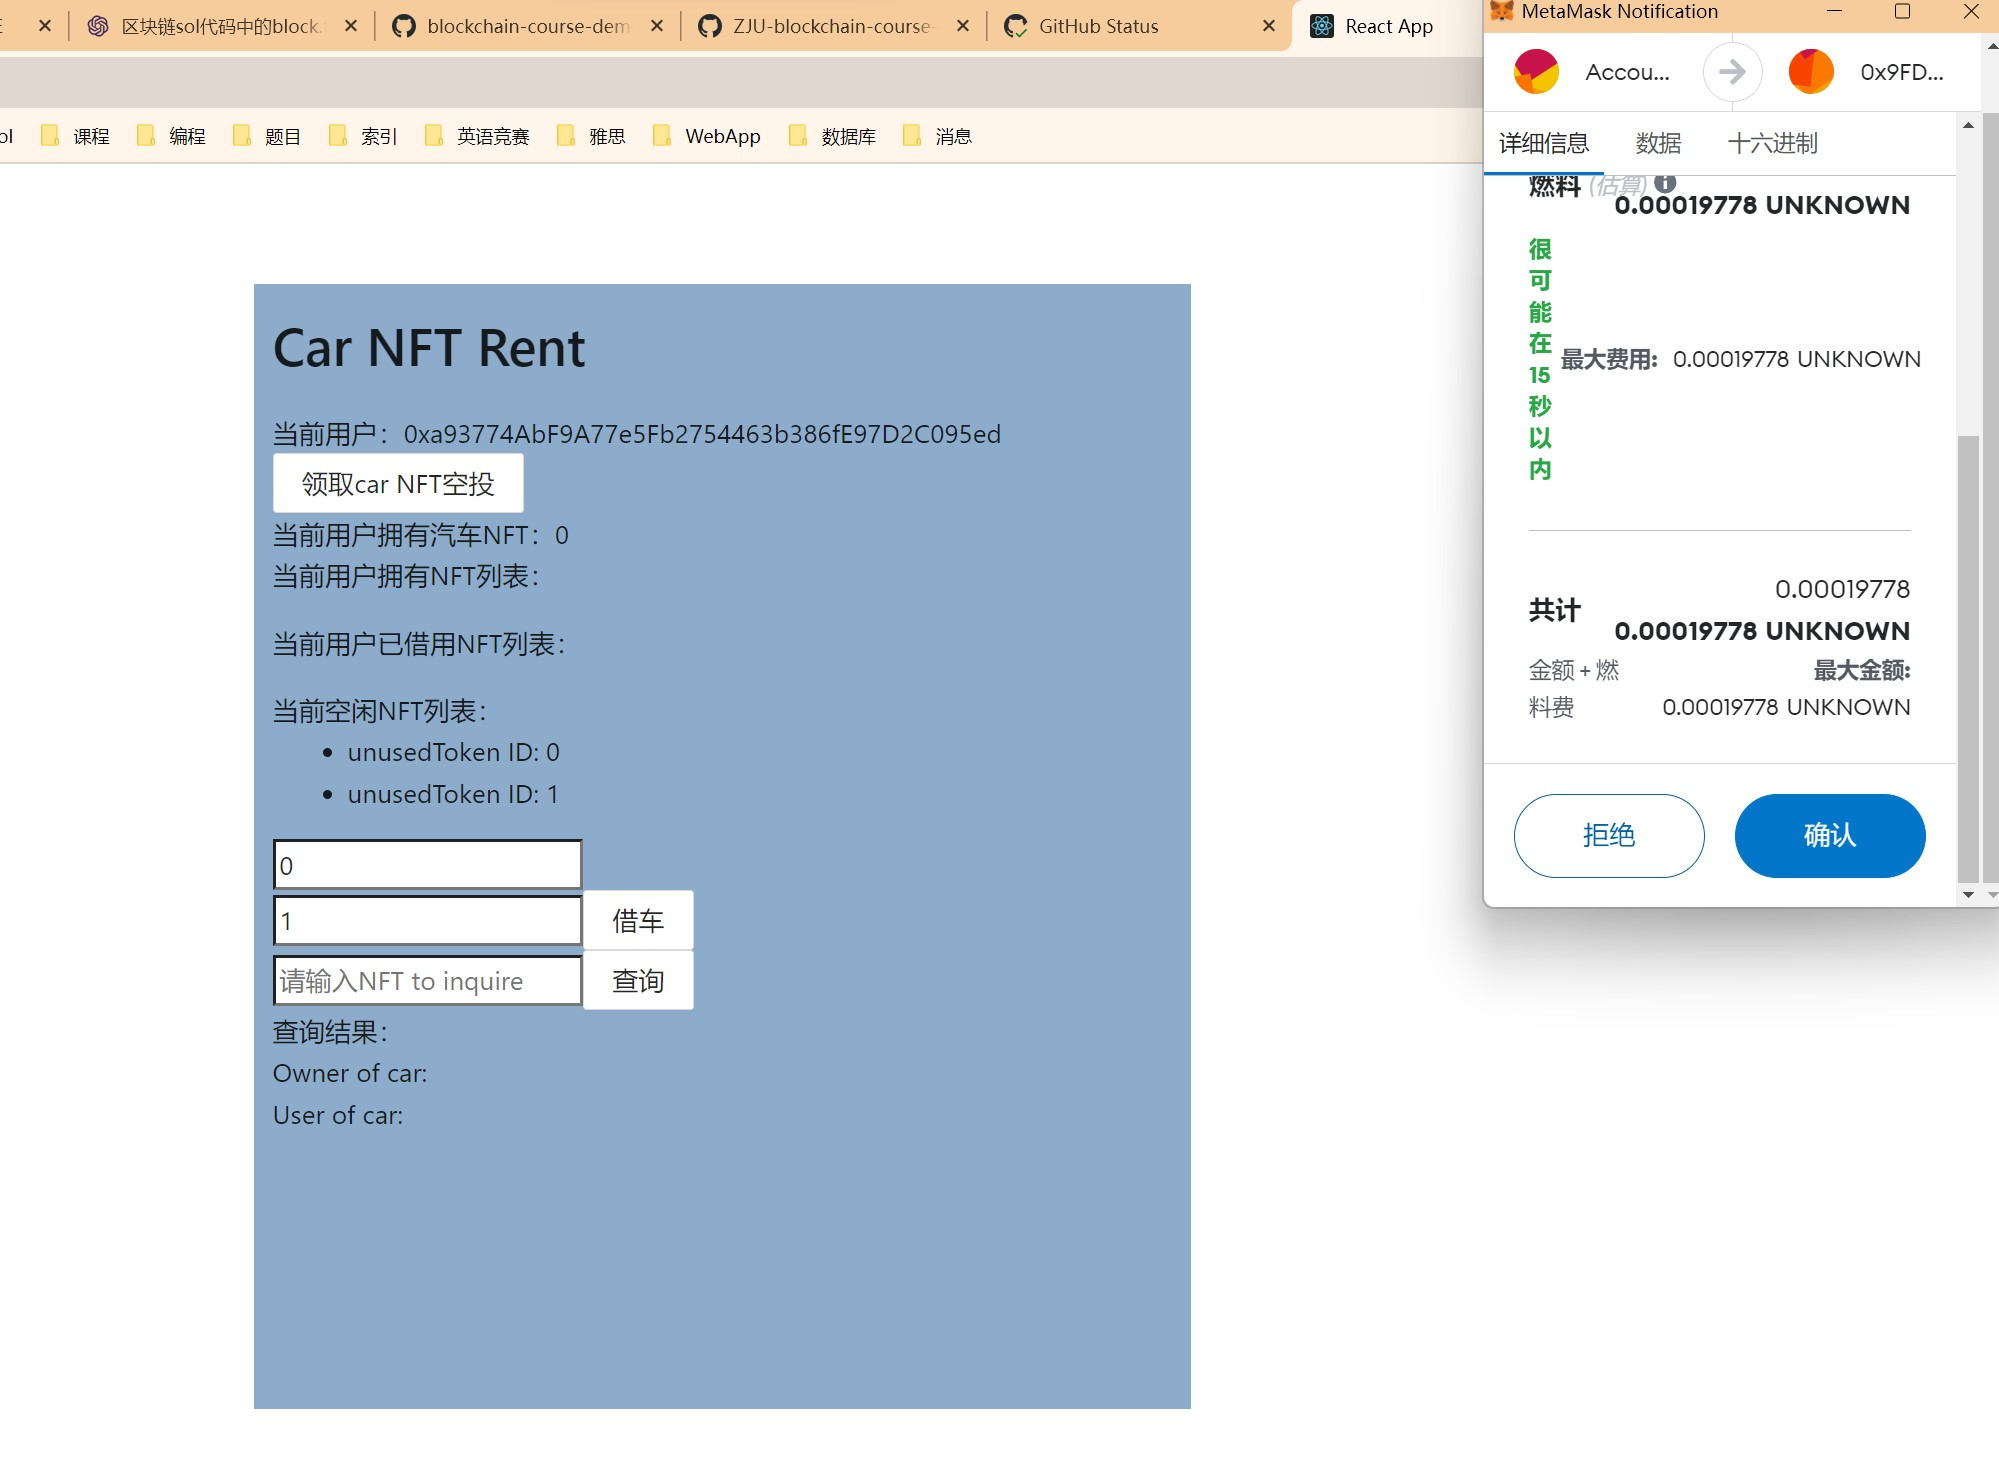 区块链sol代码中的block.
blockchain-course-dem
ZJU-blockchain-course-
GitHub Status
React App
MetaMask Notification
ol
课程
编程
题目
索引
英语竞赛
雅思
WebApp
数据库
消息
Car NFT Rent
当前用户：0xa93774AbF9A77e5Fb2754463b386fE97D2C095ed
领取car NFT空投
当前用户拥有汽车NFT：0
当前用户拥有NFT列表：
当前用户已借用NFT列表：
当前空闲NFT列表：
unusedToken ID: 0
unusedToken ID: 1
0
1
借车
请输入NFT to inquire
查询
查询结果：
Owner of car:
User of car:
Accou...
0x9FD...
详细信息
数据
十六进制
燃料 (估算)
0.00019778 UNKNOWN
很
可
能
在
15
秒
以
内
最大费用: 0.00019778 UNKNOWN
共计
0.00019778
0.00019778 UNKNOWN
金额 + 燃
料费
最大金额:
0.00019778 UNKNOWN
拒绝
确认